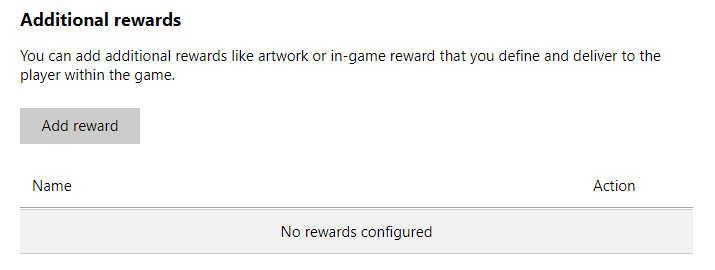 Additional rewards
You can add additional rewards like artwork or in-game reward that you define and deliver to the
player within the game.
Add reward
Name Action
No rewards configured